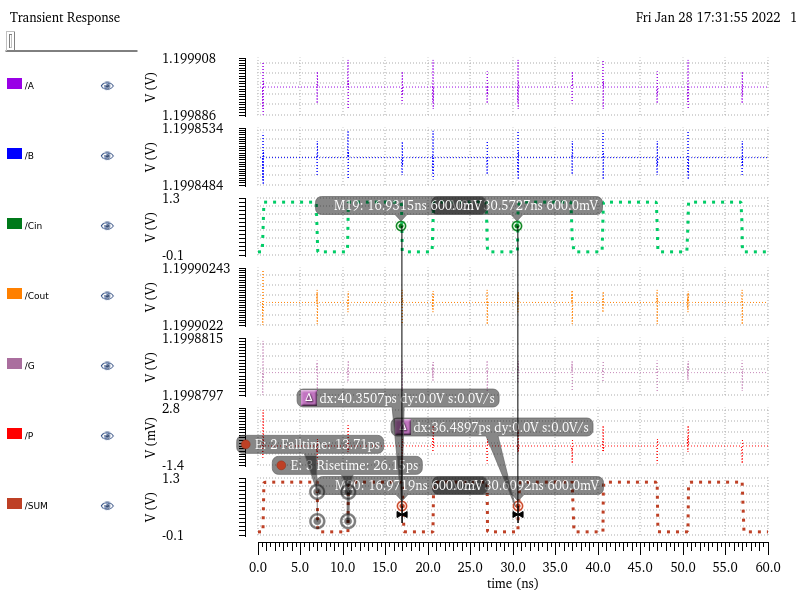 Transient Response
Fri Jan 28 17:31:55 2022 1
/A
V (V)
1.199908
1.199886
/B
V (V)
1.1998534
1.1998484
/Cin
V (V)
1.3
-0.1
M19: 16.9315ns 600.0mV
30.5727ns 600.0mV
/Cout
V (V)
1.19990243
1.1999022
/G
V (V)
1.1998815
1.1998797
Δ dx:40.3507ps dy:0.0V s:0.0V/s
/P
V (mV)
2.8
-1.4
Δ dx:36.4897ps dy:0.0V s:0.0V/s
E: 2 Falltime: 13.71ps
E: 3 Risetime:
/SUM
V (V)
1.3
-0.1
16.9719ns 600.0mV
600.0mV
0.0 5.0 10.0 15.0 20.0 25.0 30.0 35.0 40.0 45.0 50.0 55.0 60.0
time (ns)